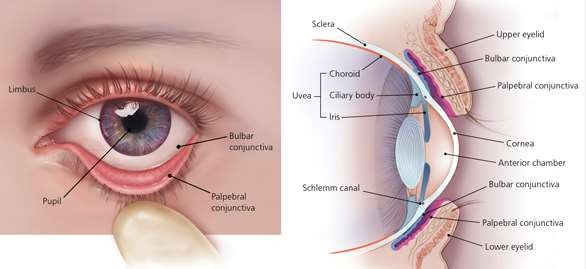 Limbus
Pupil
Bulbar
conjunctiva
Palpebral
conjunctiva
Sclera
Choroid
Uvea
Ciliary body
Iris
Schlemm canal
Upper eyelid
Bulbar conjunctiva
Palpebral conjunctiva
Cornea
Anterior chamber
Bulbar conjunctiva
Palpebral conjunctiva
Lower eyelid